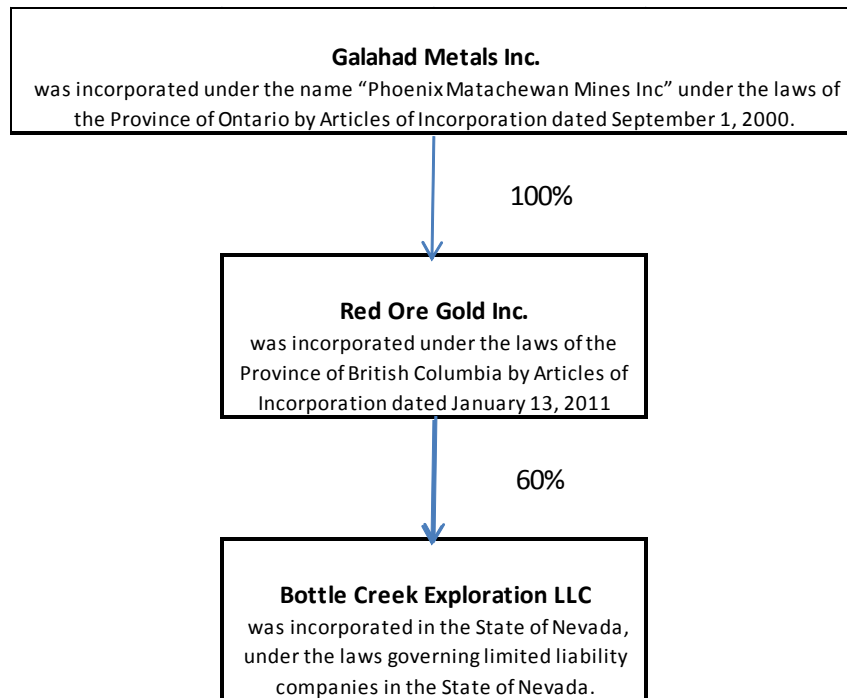 Galahad Metals Inc.
was incorporated under the name “Phoenix Matachewan Mines Inc” under the laws of
the Province of Ontario by Articles of Incorporation dated September 1, 2000.
100%
Red Ore Gold Inc.
was incorporated under the laws of the
Province of British Columbia by Articles of
Incorporation dated January 13, 2011
60%
Bottle Creek Exploration LLC
was incorporated in the State of Nevada,
under the laws governing limited liability
companies in the State of Nevada.